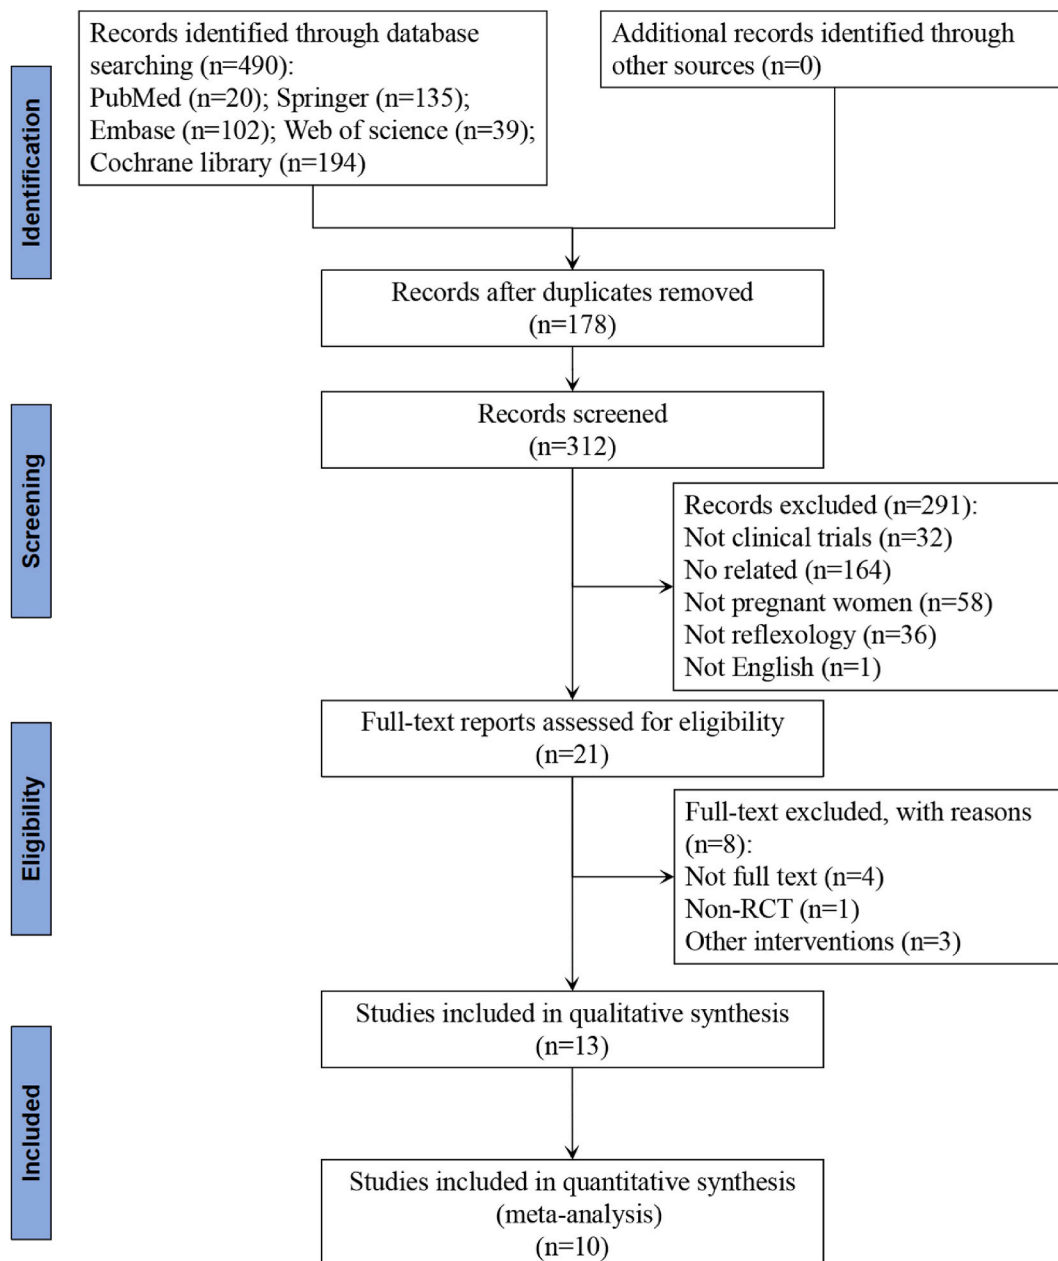 Records identified through database
searching (n=490):
PubMed (n=20); Springer (n=135);
Embase (n=102); Web of science (n=39);
Cochrane library (n=194)
Additional records identified through
other sources (n=0)
Identification
Records after duplicates removed
(n=178)
Records screened
(n=312)
Screening
Records excluded (n=291):
Not clinical trials (n=32)
No related (n=164)
Not pregnant women (n=58)
Not reflexology (n=36)
Not English (n=1)
Full-text reports assessed for eligibility
(n=21)
Eligibility
Full-text excluded, with reasons
(n=8):
Not full text (n=4)
Non-RCT (n=1)
Other interventions (n=3)
Studies included in qualitative synthesis
(n=13)
Included
Studies included in quantitative synthesis
(meta-analysis)
(n=10)